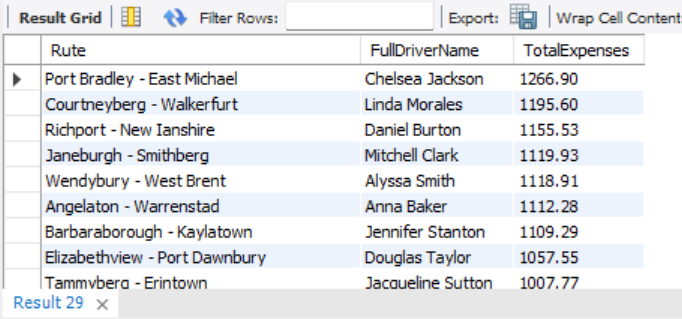 Result Grid Filter Rows: Export: Wrap Cell Content
Rute FullDriverName TotalExpenses
Port Bradley - East Michael Chelsea Jackson 1266.90
Courtneyberg - Walkerfurt Linda Morales 1195.60
Richport - New Ianshire Daniel Burton 1155.53
Janeburgh - Smithberg Mitchell Clark 1119.93
Wendybury - West Brent Alyssa Smith 1118.91
Angelaton - Warrenstad Anna Baker 1112.28
Barbaraborough - Kaylatown Jennifer Stanton 1109.29
Elizabethview - Port Dawnbury Douglas Taylor 1057.55
Tammyberg - Erintown Jacqueline Sutton 1007.77
Result 29